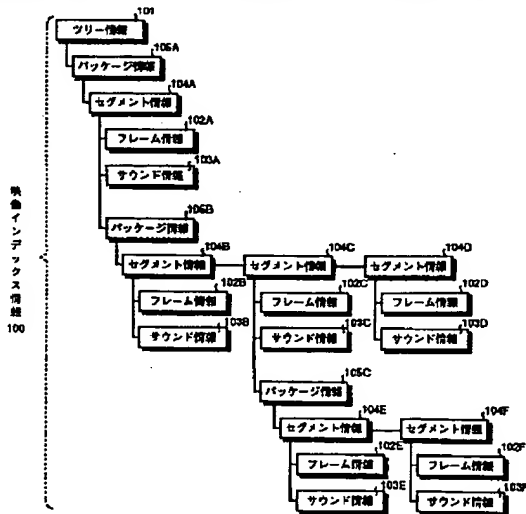 101
ツリー情報
105A
パッケージ情報
104A
セグメント情報
102A
フレーム情報
103A
サウンド情報
105B
パッケージ情報
104B
セグメント情報
104C
セグメント情報
104D
セグメント情報
102B
フレーム情報
102C
フレーム情報
102D
フレーム情報
103B
サウンド情報
103C
サウンド情報
103D
サウンド情報
105C
パッケージ情報
104E
セグメント情報
104F
セグメント情報
102E
フレーム情報
102F
フレーム情報
103E
サウンド情報
103F
サウンド情報
映像インデックス情報100